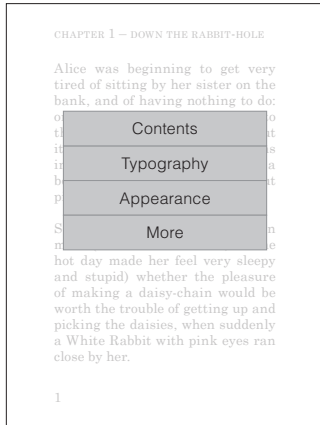 CHAPTER 1 – DOWN THE RABBIT-HOLE
Alice was beginning to get very
tired of sitting by her sister on the
bank, and of having nothing to do:
Contents
Typography
Appearance
More
hot day made her feel very sleepy
and stupid) whether the pleasure
of making a daisy-chain would be
worth the trouble of getting up and
picking the daisies, when suddenly
a White Rabbit with pink eyes ran
close by her.
1